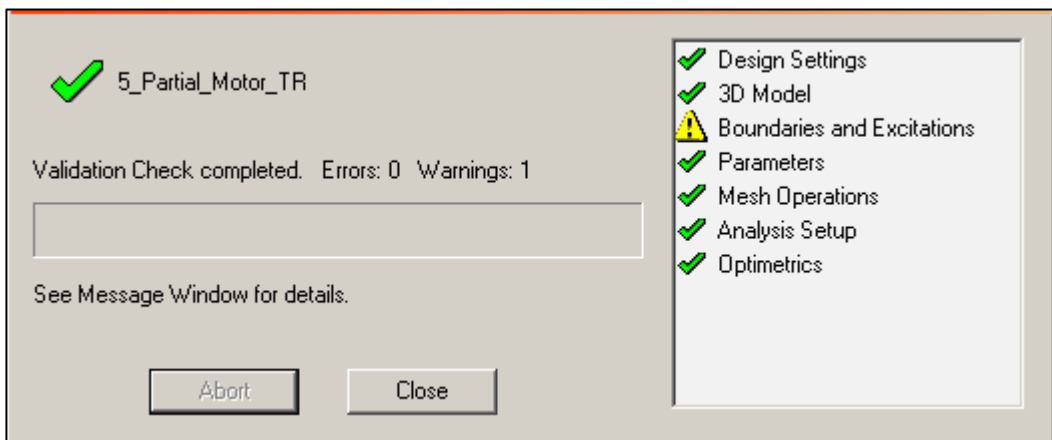 5_Partial_Motor_TR
Validation Check completed. Errors: 0 Warnings: 1
See Message Window for details.
Abort
Close
Design Settings
3D Model
Boundaries and Excitations
Parameters
Mesh Operations
Analysis Setup
Optimetrics